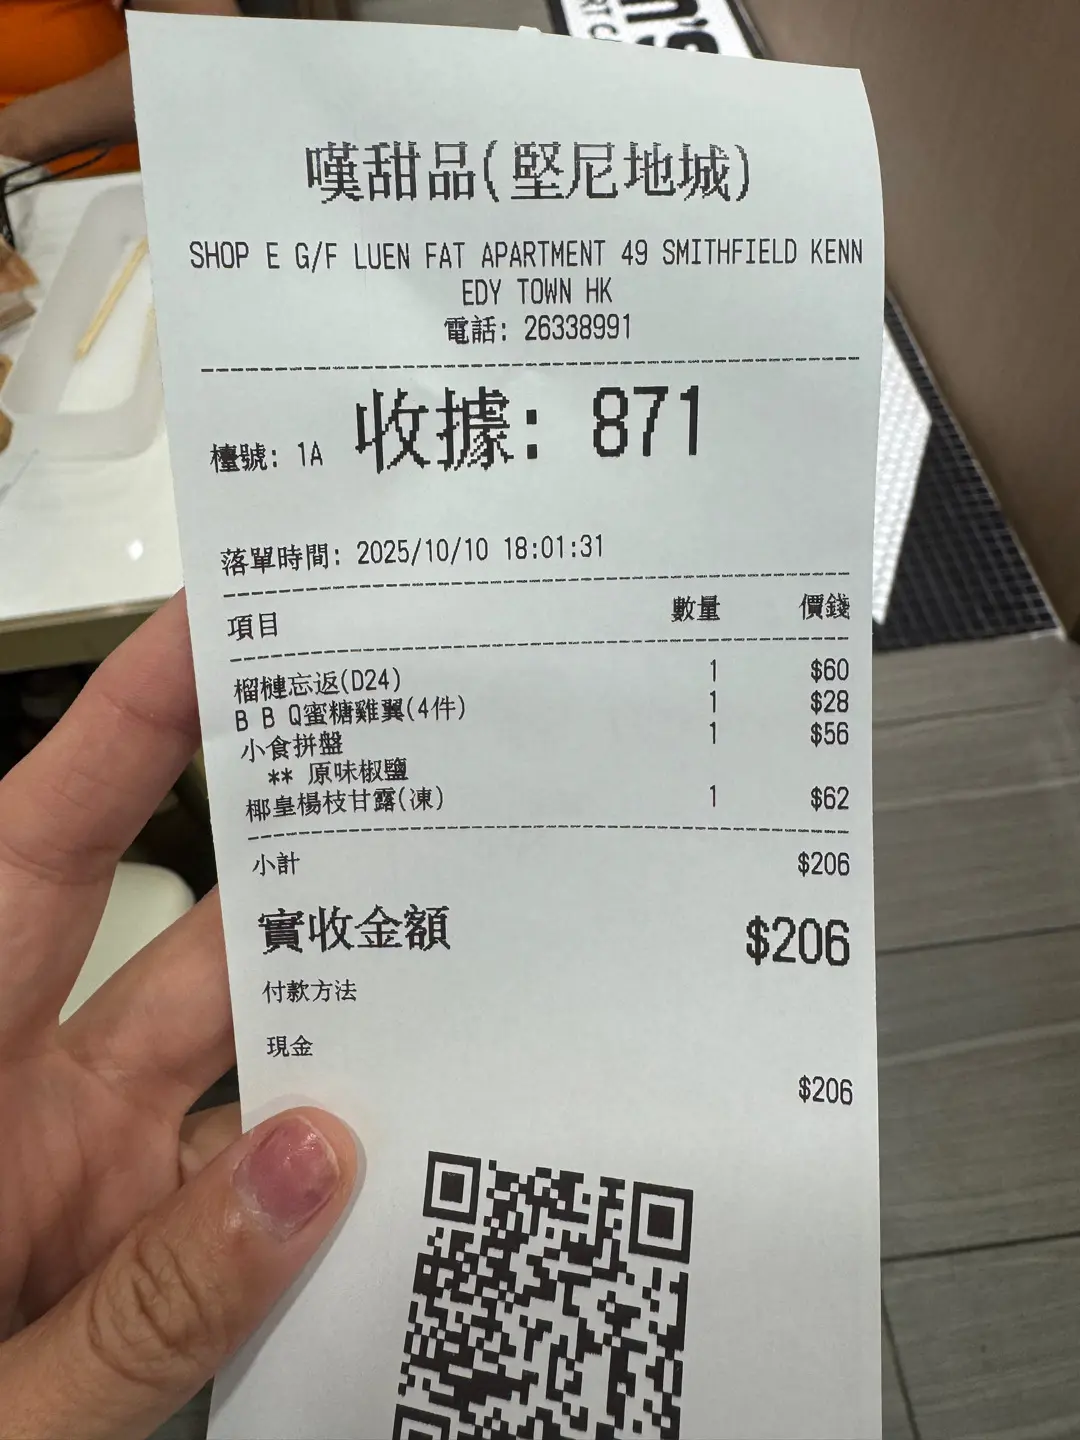 n's
RT C
嘆甜品(堅尼地城)
SHOP E G/F LUEN FAT APARTMENT 49 SMITHFIELD KENN
EDY TOWN HK
電話: 26338991
檯號: 1A 收據: 871
落單時間: 2025/10/10 18:01:31
項目 數量 價錢
榴槤忘返(D24) 1 $60
B B Q蜜糖雞翼(4件) 1 $28
小食拼盤 1 $56
** 原味椒鹽
椰皇楊枝甘露(凍) 1 $62
小計 $206
實收金額 $206
付款方法
現金
$206